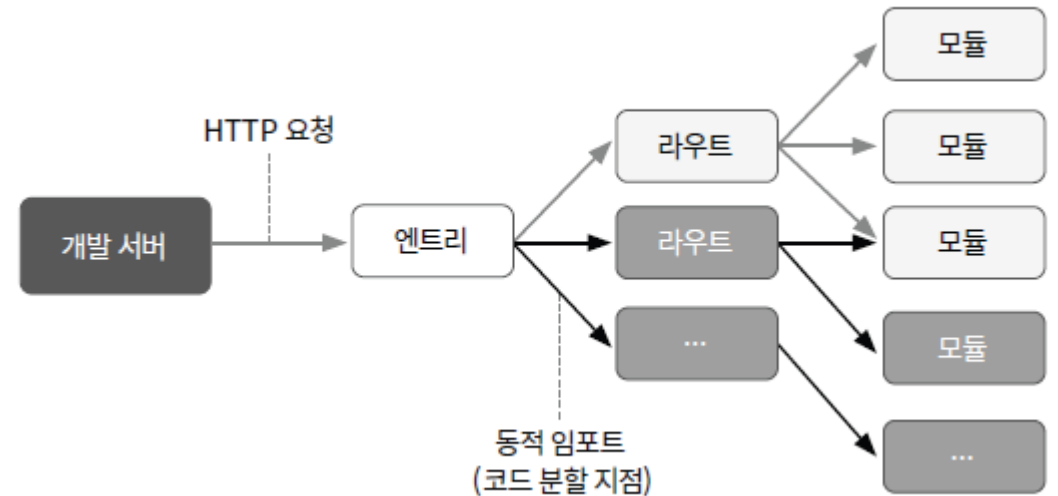 개발 서버
HTTP 요청
엔트리
동적 임포트
(코드 분할 지점)
라우트
라우트
...
모듈
모듈
모듈
모듈
...